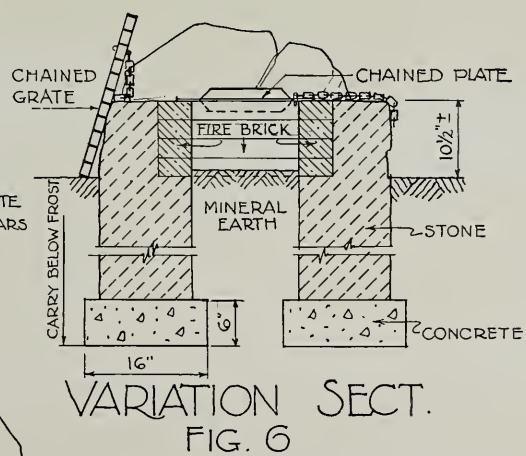 CHAINED
GRATE
CHAINED PLATE
FIRE BRICK
10½"±
MINERAL
EARTH
CARRY BELOW FROST
STONE
6"
CONCRETE
16"
VARIATION SECT.
FIG. 6